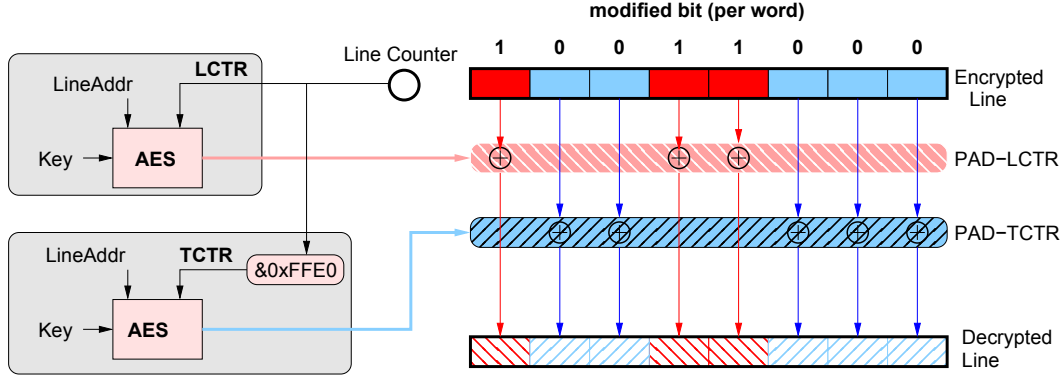 modified bit (per word)
1 0 0 1 1 0 0 0
Line Counter
LCTR
LineAddr
Key
AES
Encrypted
Line
PAD-LCTR
PAD-TCTR
LineAddr
TCTR
&0xFFE0
Key
AES
Decrypted
Line